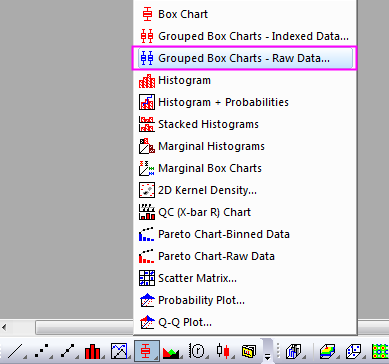 Box Chart
Grouped Box Charts - Indexed Data...
Grouped Box Charts - Raw Data...
Histogram
Histogram + Probabilities
Stacked Histograms
Marginal Histograms
Marginal Box Charts
2D Kernel Density...
QC (X-bar R) Chart
Pareto Chart-Binned Data
Pareto Chart-Raw Data
Scatter Matrix...
Probability Plot...
Q-Q Plot...